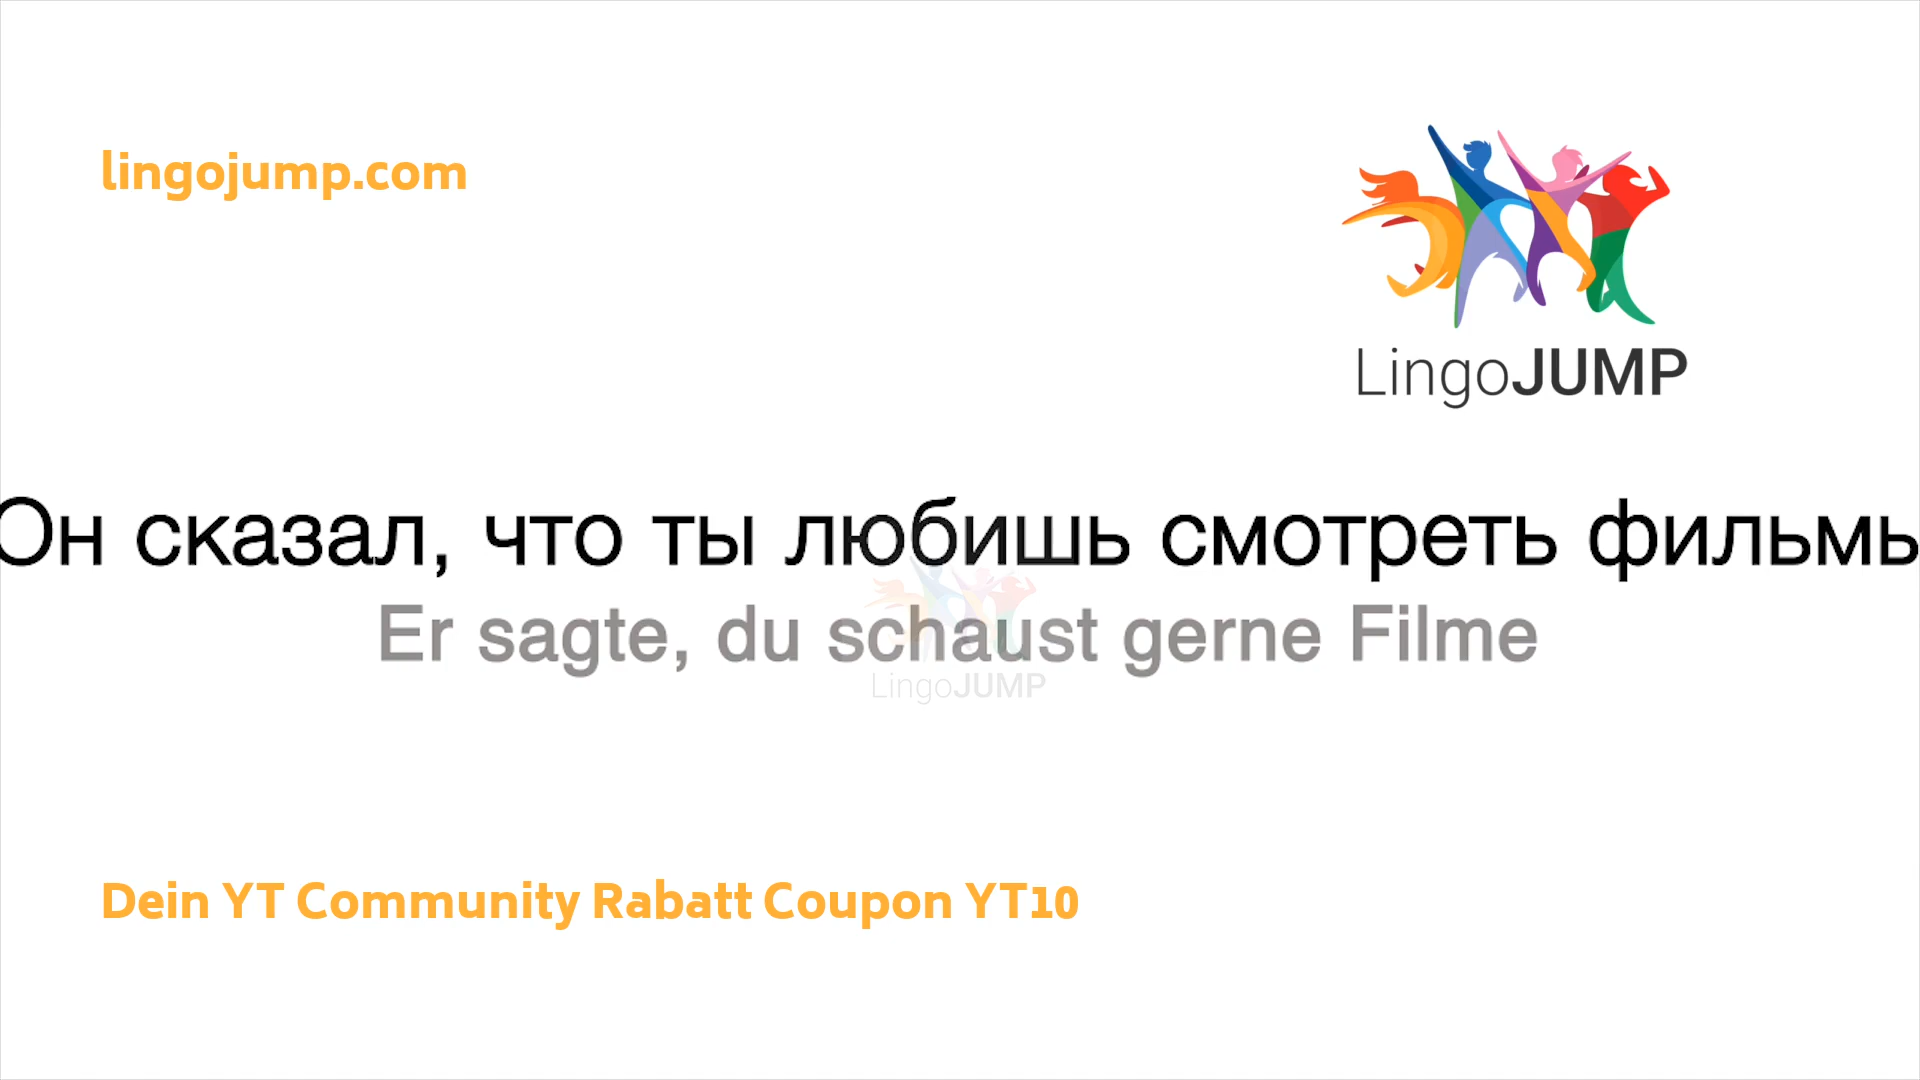 lingojump.com
LingoJUMP
Он сказал, что ты любишь смотреть фильмы
Er sagte, du schaust gerne Filme
LingoJUMP
Dein YT Community Rabatt Coupon YT10